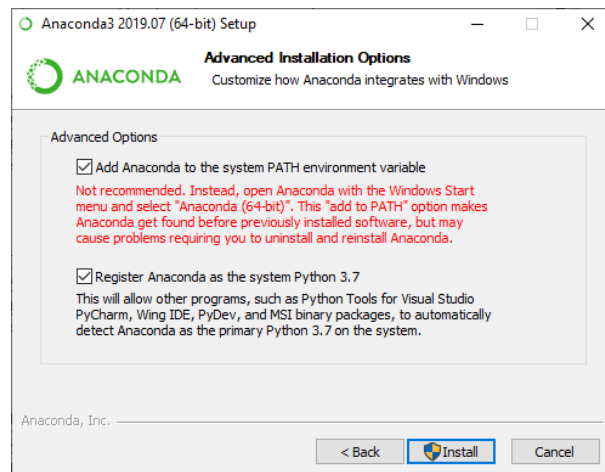 Anaconda3 2019.07 (64-bit) Setup
Advanced Installation Options
ANACONDA
Customize how Anaconda integrates with Windows
Advanced Options
Add Anaconda to the system PATH environment variable
Not recommended. Instead, open Anaconda with the Windows Start
menu and select "Anaconda (64-bit)". This "add to PATH" option makes
Anaconda get found before previously installed software, but may
cause problems requiring you to uninstall and reinstall Anaconda.
Register Anaconda as the system Python 3.7
This will allow other programs, such as Python Tools for Visual Studio
PyCharm, Wing IDE, PyDev, and MSI binary packages, to automatically
detect Anaconda as the primary Python 3.7 on the system.
Anaconda, Inc.
< Back
Install
Cancel